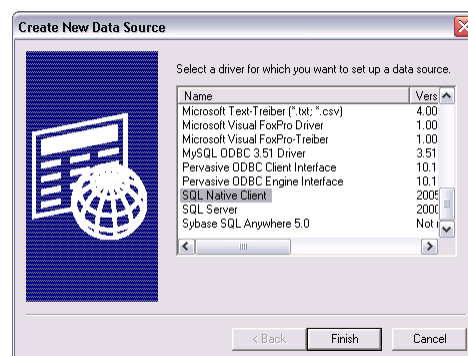 Create New Data Source
Select a driver for which you want to set up a data source.
Name Vers
Microsoft Text-Treiber (*.txt; *.csv) 4.00
Microsoft Visual FoxPro Driver 1.00
Microsoft Visual FoxPro-Treiber 1.00
MySQL ODBC 3.51 Driver 3.51
Pervasive ODBC Client Interface 10.1
Pervasive ODBC Engine Interface 10.1
SQL Native Client 2005
SQL Server 2000
Sybase SQL Anywhere 5.0 Not
< Back Finish Cancel